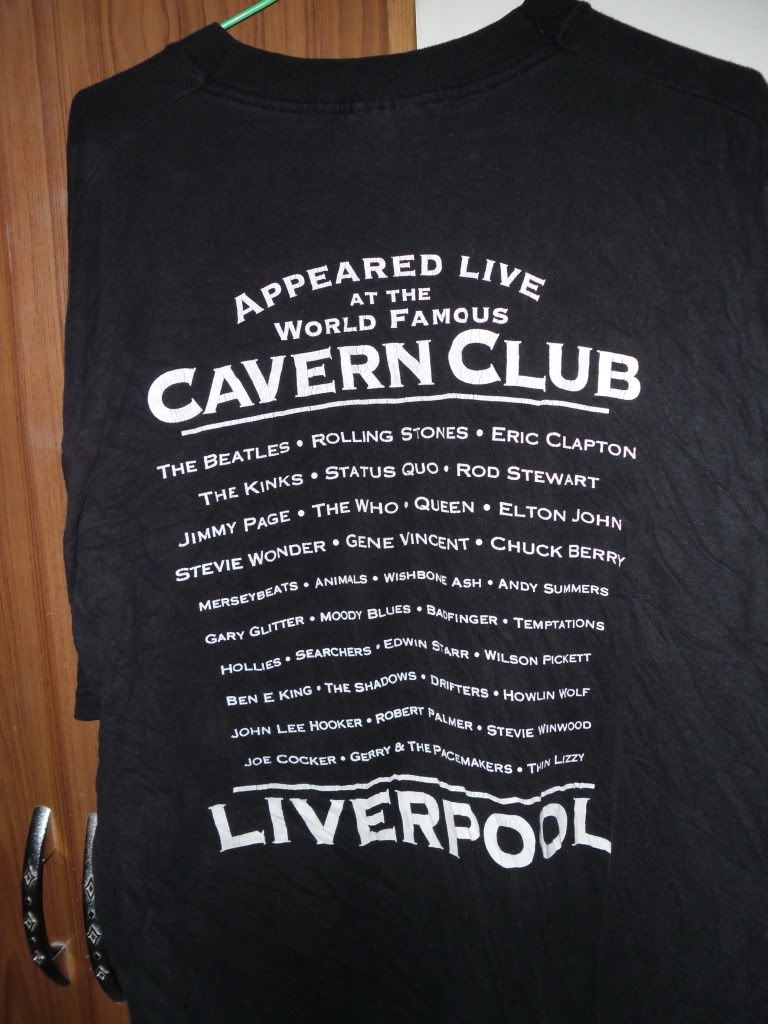 APPEARED LIVE
AT THE
WORLD FAMOUS
CAVERN CLUB
THE BEATLES • ROLLING STONES • ERIC CLAPTON
THE KINKS • STATUS QUO • ROD STEWART
JIMMY PAGE • THE WHO • QUEEN • ELTON JOHN
STEVIE WONDER • GENE VINCENT • CHUCK BERRY
MERSEYBEATS • ANIMALS • WISHBONE ASH • ANDY SUMMERS
GARY GLITTER • MOODY BLUES • BADFINGER • TEMPTATIONS
HOLLIES • SEARCHERS • EDWIN STARR • WILSON PICKETT
BEN E KING • THE SHADOWS • DRIFTERS • HOWLIN WOLF
JOHN LEE HOOKER • ROBERT PALMER • STEVIE WINWOOD
JOE COCKER • GERRY & THE PACEMAKERS • THIN LIZZY
LIVERPOOL